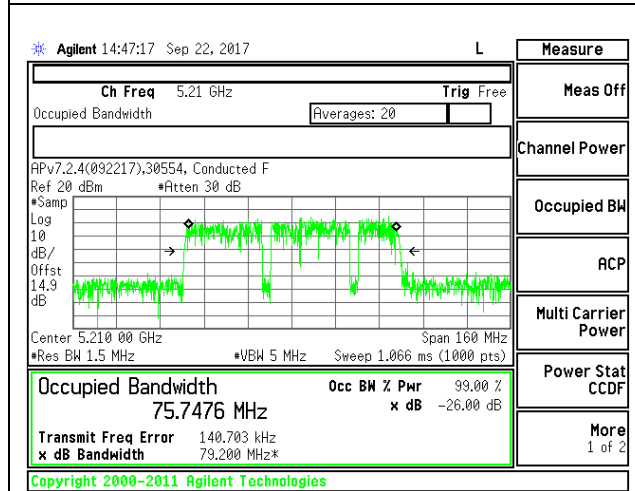 Agilent 14:47:17 Sep 22, 2017 L Measure
Ch Freq 5.21 GHz Trig Free
Meas Off
Occupied Bandwidth Averages: 20
Channel Power
APv7.2.4(092217),30554, Conducted F
Ref 20 dBm #Atten 30 dB
#Samp
Log
10
dB/
Offst
14.9
dB
Occupied BW
ACP
Center 5.210 00 GHz Span 160 MHz
#Res BW 1.5 MHz #VBW 5 MHz Sweep 1.066 ms (1000 pts)
Multi Carrier
Power
Occupied Bandwidth Occ BW % Pwr 99.00 %
75.7476 MHz x dB -26.00 dB
Transmit Freq Error 140.703 kHz
x dB Bandwidth 79.200 MHz*
Power Stat
CCDF
More
1 of 2
Copyright 2000-2011 Agilent Technologies